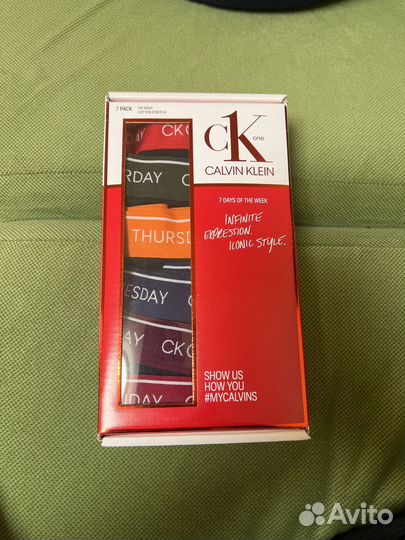 7 PACK
HIP BRIEF
COTTON STRETCH
CK one
CALVIN KLEIN
7 DAYS OF THE WEEK
INFINITE
EXPRESSION.
ICONIC STYLE.
CK O
RDAY
THURSD
ESDAY
AY CK O
DAY
SHOW US
HOW YOU
#MYCALVINS
Avito